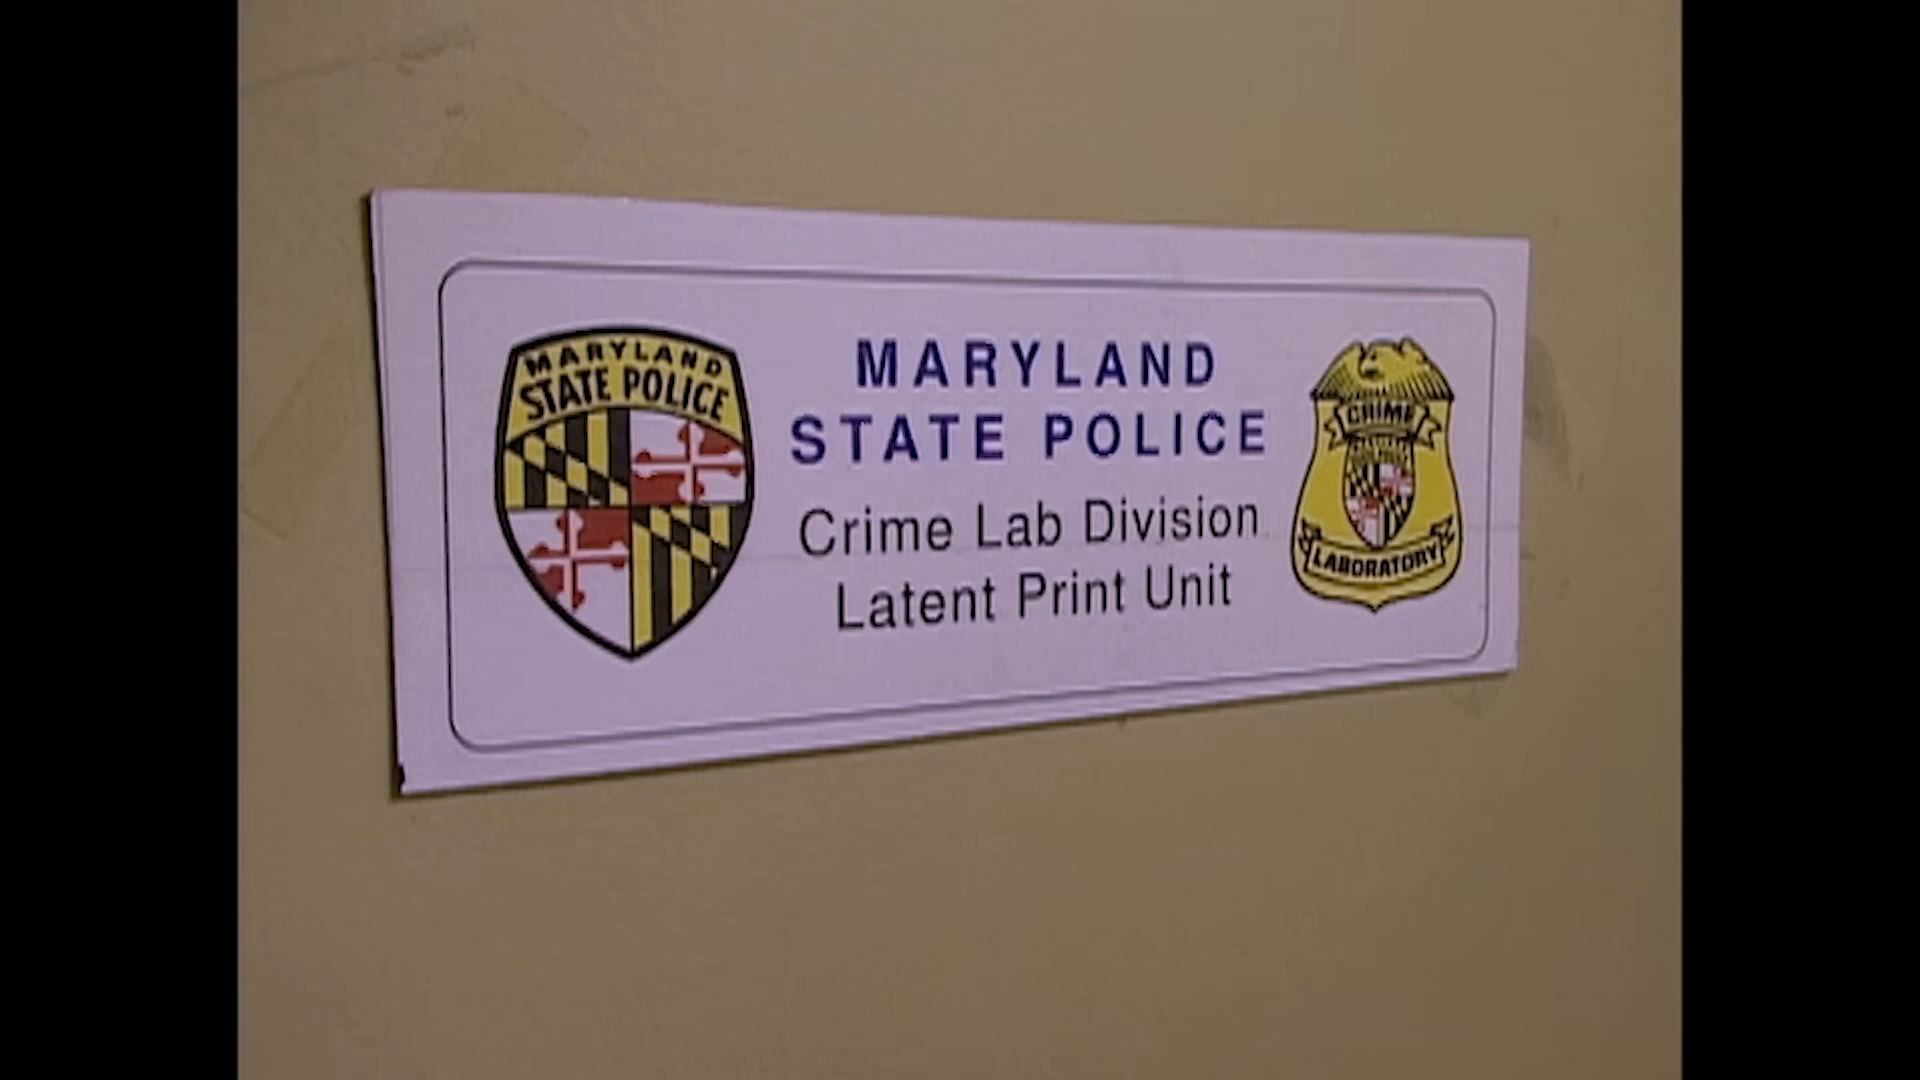 MARYLAND
STATE POLICE
MARYLAND
STATE POLICE
Crime Lab Division
Latent Print Unit
CRIME
LABORATORY